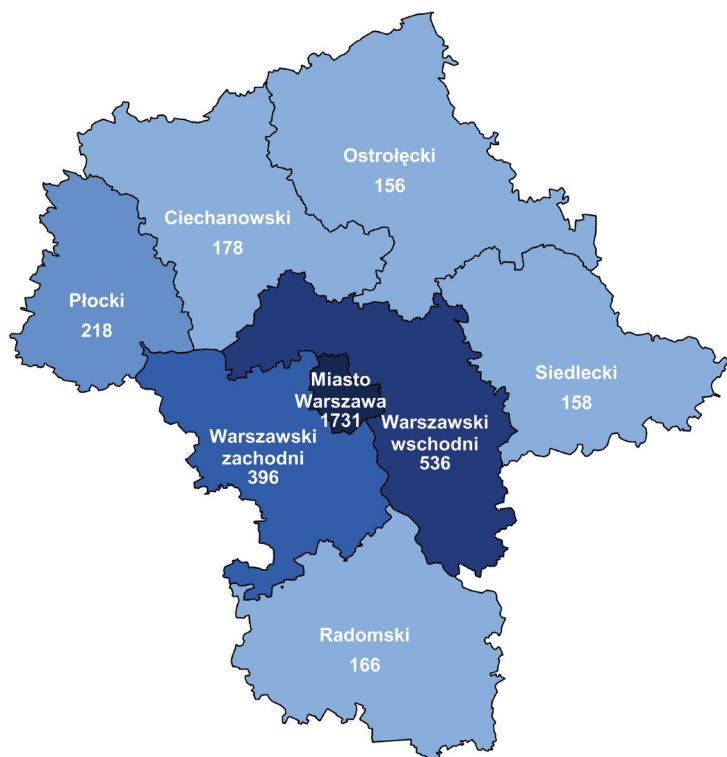 Ostrołęcki
156
Ciechanowski
178
Płocki
218
Miasto
Warszawa
1731
Siedlecki
158
Warszawski
wschodni
536
Warszawski
zachodni
396
Radomski
166